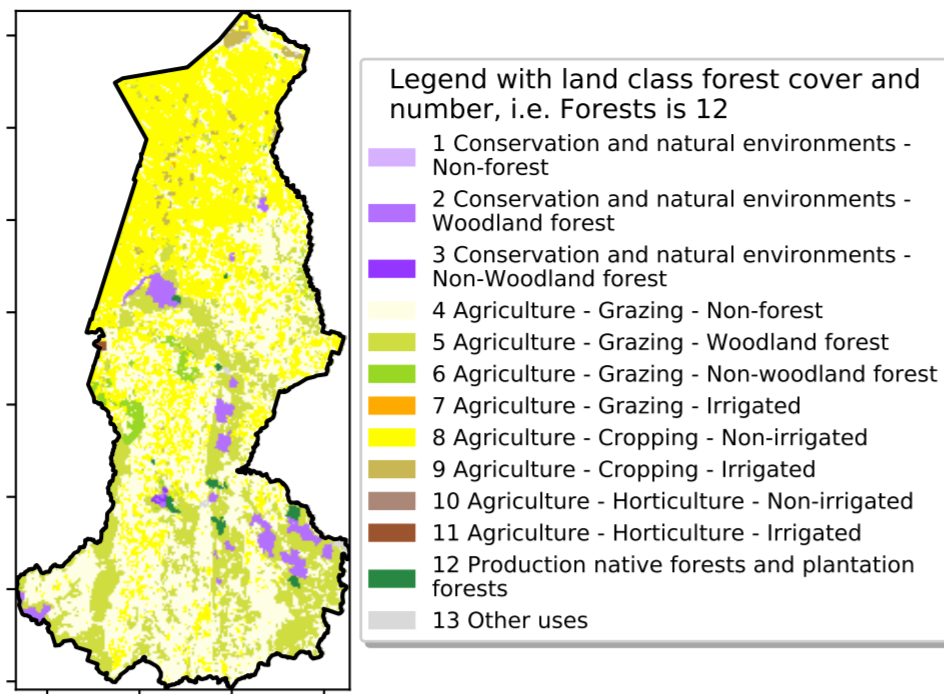 Legend with land class forest cover and
number, i.e. Forests is 12
1 Conservation and natural environments -
Non-forest
2 Conservation and natural environments -
Woodland forest
3 Conservation and natural environments -
Non-Woodland forest
4 Agriculture - Grazing - Non-forest
5 Agriculture - Grazing - Woodland forest
6 Agriculture - Grazing - Non-woodland forest
7 Agriculture - Grazing - Irrigated
8 Agriculture - Cropping - Non-irrigated
9 Agriculture - Cropping - Irrigated
10 Agriculture - Horticulture - Non-irrigated
11 Agriculture - Horticulture - Irrigated
12 Production native forests and plantation
forests
13 Other uses